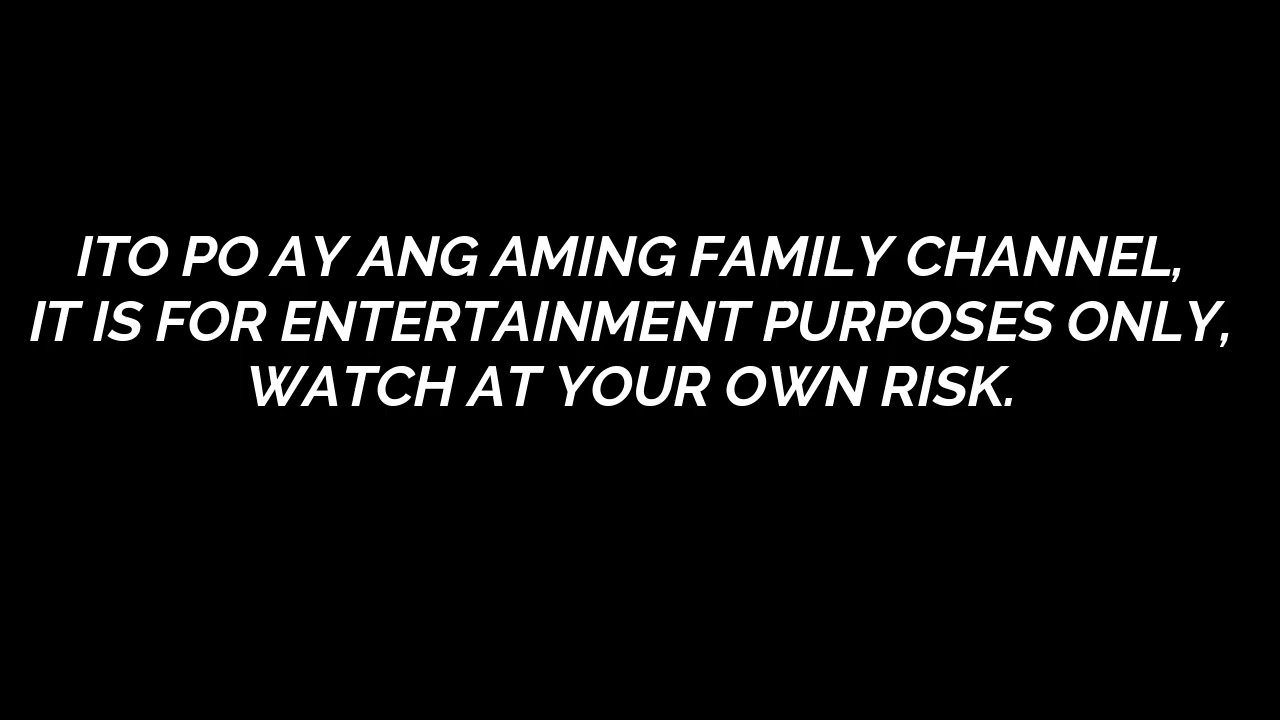 ITO PO AY ANG AMING FAMILY CHANNEL,
IT IS FOR ENTERTAINMENT PURPOSES ONLY,
WATCH AT YOUR OWN RISK.